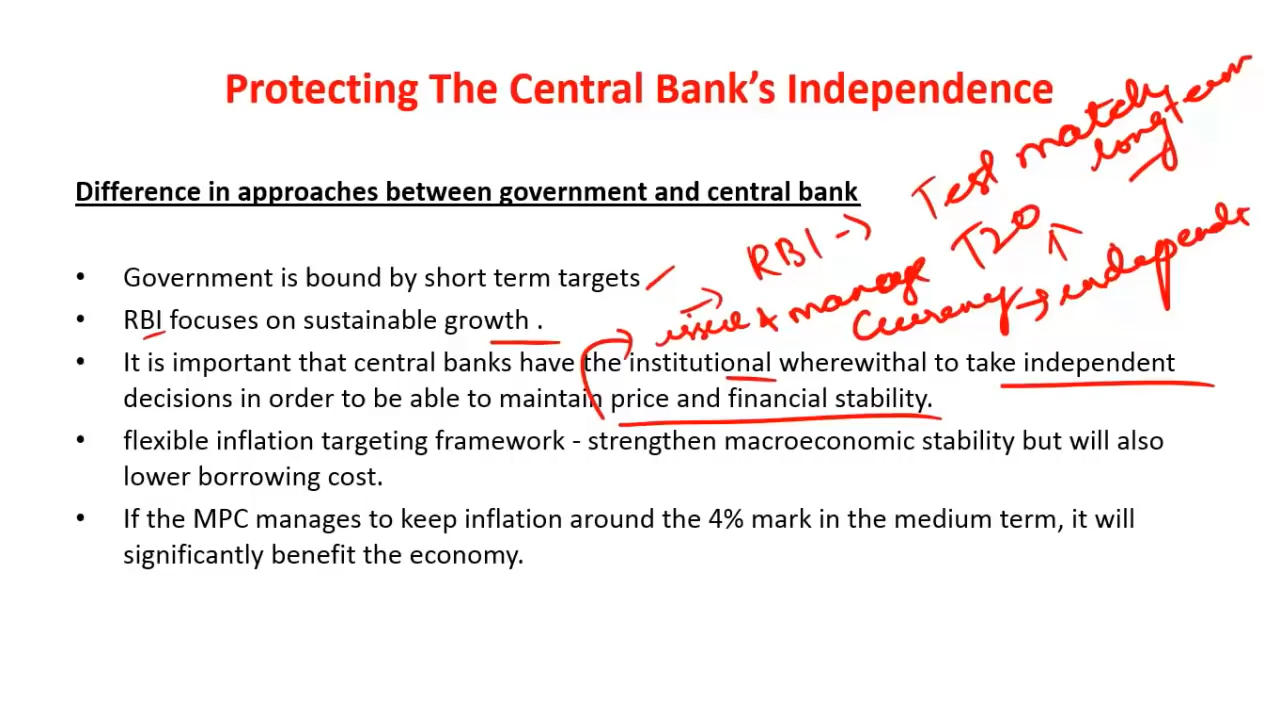 Protecting The Central Bank's Independence
Difference in approaches between government and central bank
Test match
long term
RBI → T20
issue & manage
Currency → independent
• Government is bound by short term targets
• RBI focuses on sustainable growth .
• It is important that central banks have the institutional wherewithal to take independent
decisions in order to be able to maintain price and financial stability.
• flexible inflation targeting framework - strengthen macroeconomic stability but will also
lower borrowing cost.
• If the MPC manages to keep inflation around the 4% mark in the medium term, it will
significantly benefit the economy.